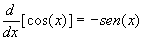 d/dx [cos(x)] = −sen(x)